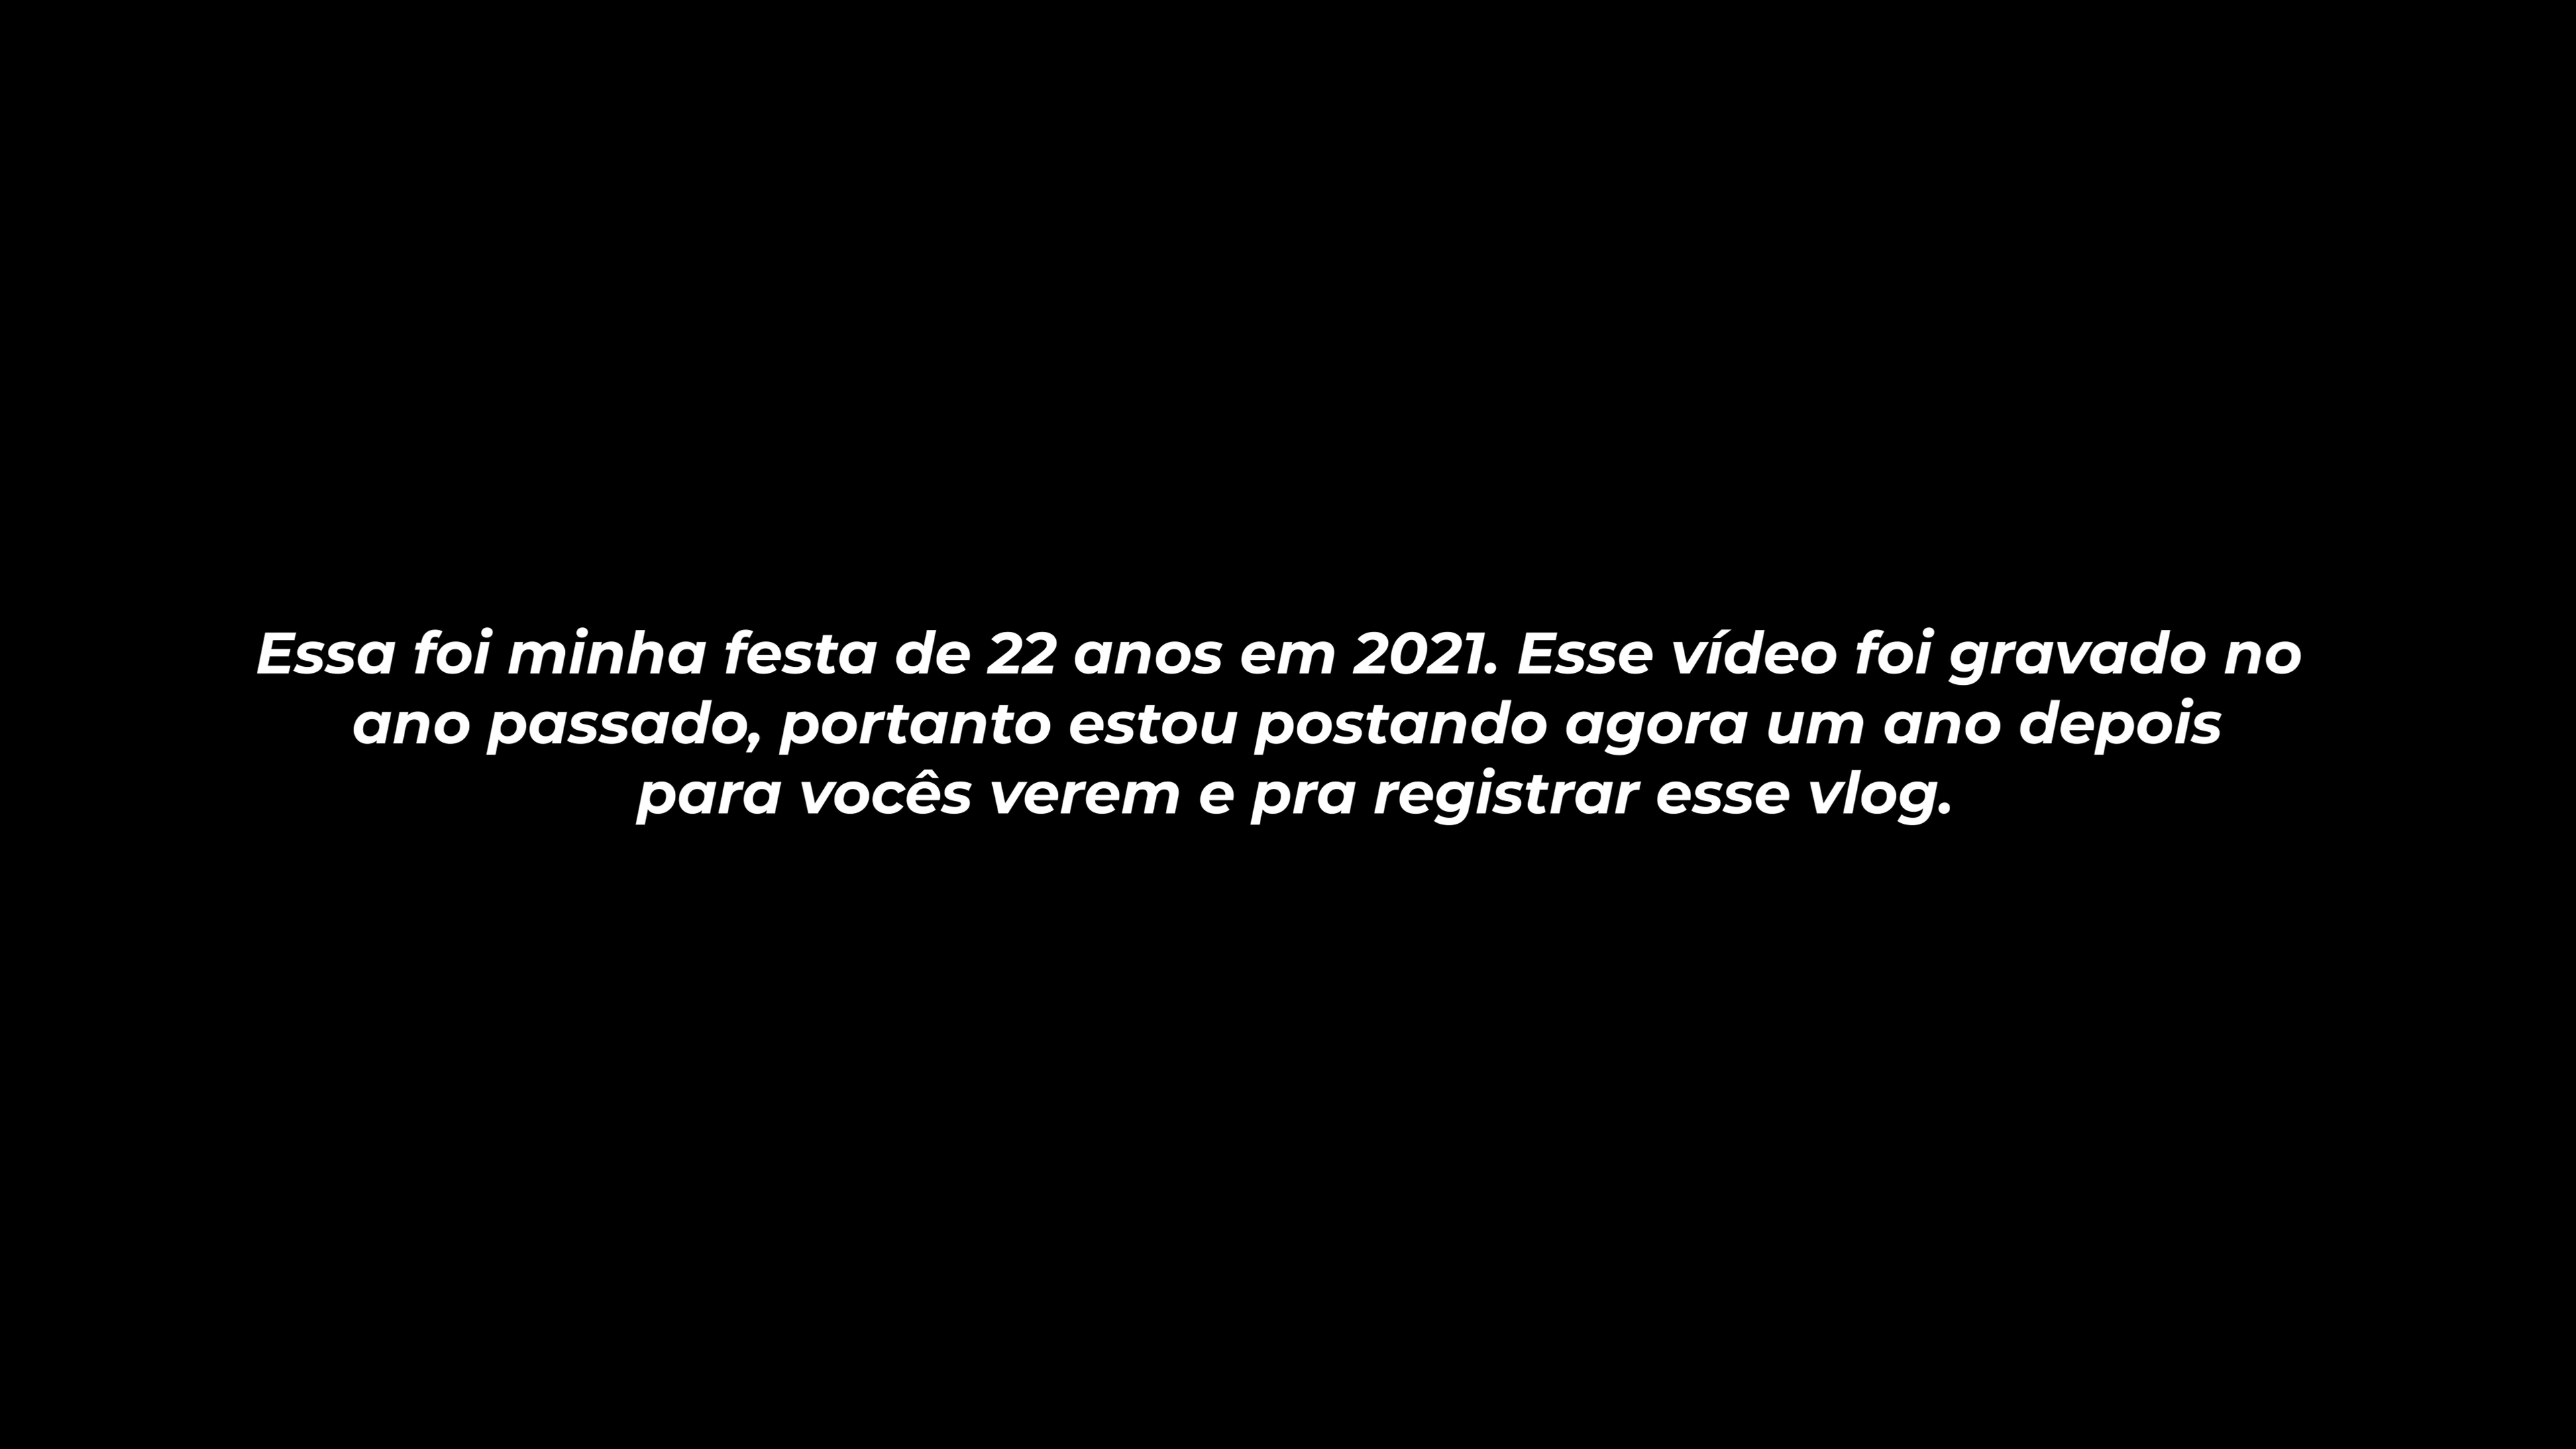 Essa foi minha festa de 22 anos em 2021. Esse vídeo foi gravado no
ano passado, portanto estou postando agora um ano depois
para vocês verem e pra registrar esse vlog.